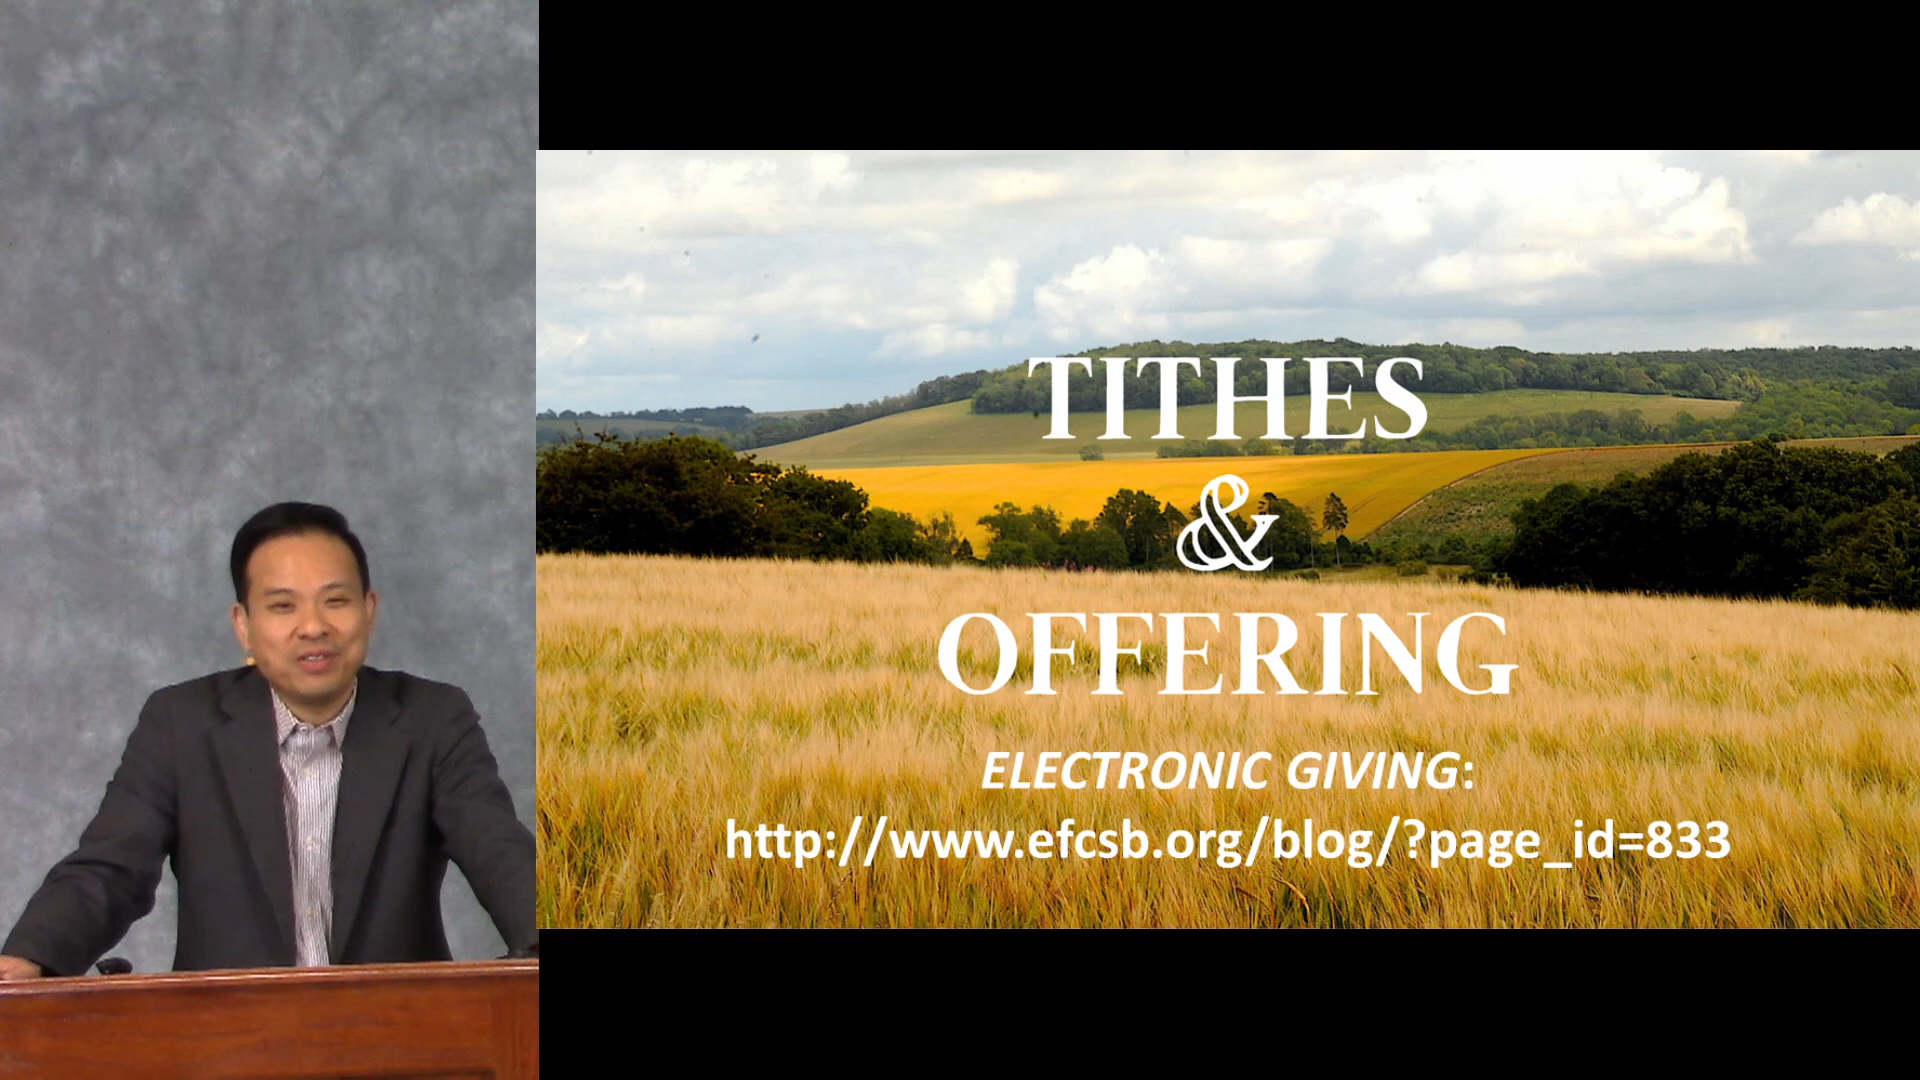 TITHES
&
OFFERING
ELECTRONIC GIVING:
http://www.efcsb.org/blog/?page_id=833